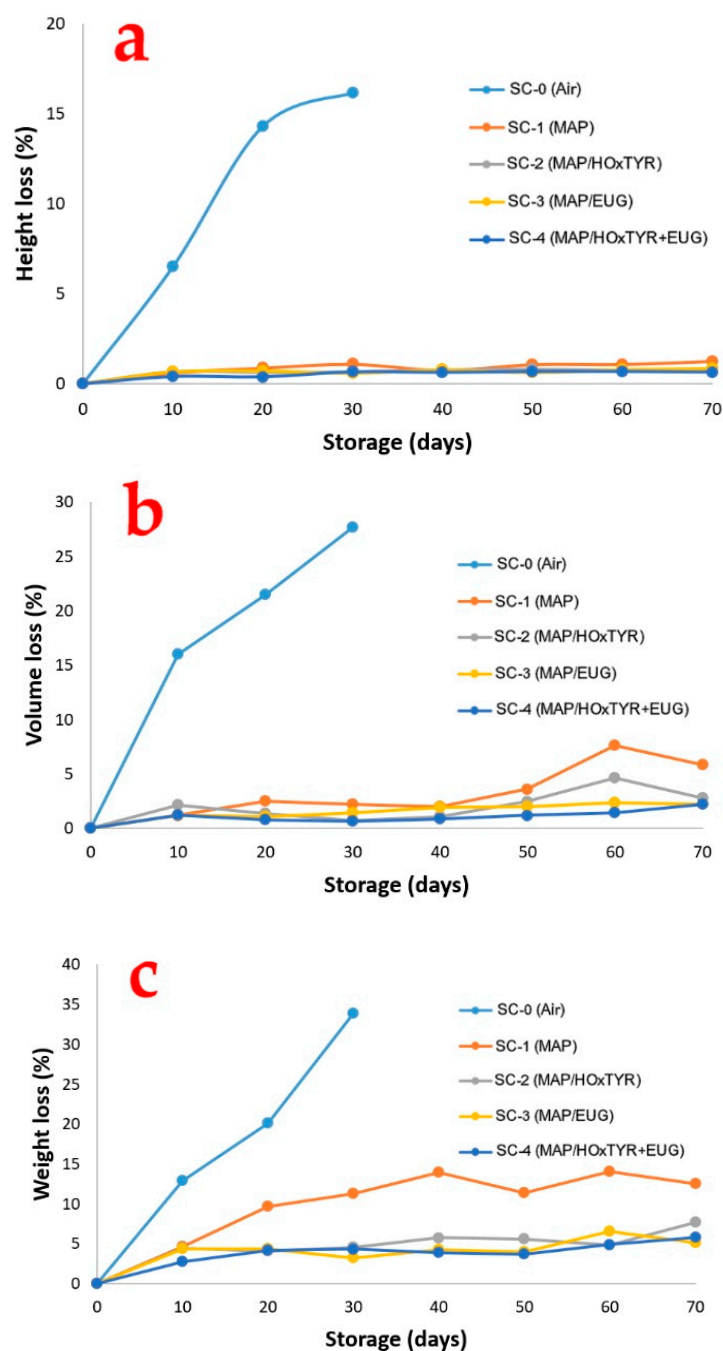 a
20
15
10
5
0
Height loss (%)
SC-0 (Air)
SC-1 (MAP)
SC-2 (MAP/HOxTYR)
SC-3 (MAP/EUG)
SC-4 (MAP/HOxTYR+EUG)
0 10 20 30 40 50 60 70
Storage (days)
b
30
25
20
15
10
5
0
Volume loss (%)
SC-0 (Air)
SC-1 (MAP)
SC-2 (MAP/HOxTYR)
SC-3 (MAP/EUG)
SC-4 (MAP/HOxTYR+EUG)
0 10 20 30 40 50 60 70
Storage (days)
c
40
35
30
25
20
15
10
5
0
Weight loss (%)
SC-0 (Air)
SC-1 (MAP)
SC-2 (MAP/HOxTYR)
SC-3 (MAP/EUG)
SC-4 (MAP/HOxTYR+EUG)
0 10 20 30 40 50 60 70
Storage (days)